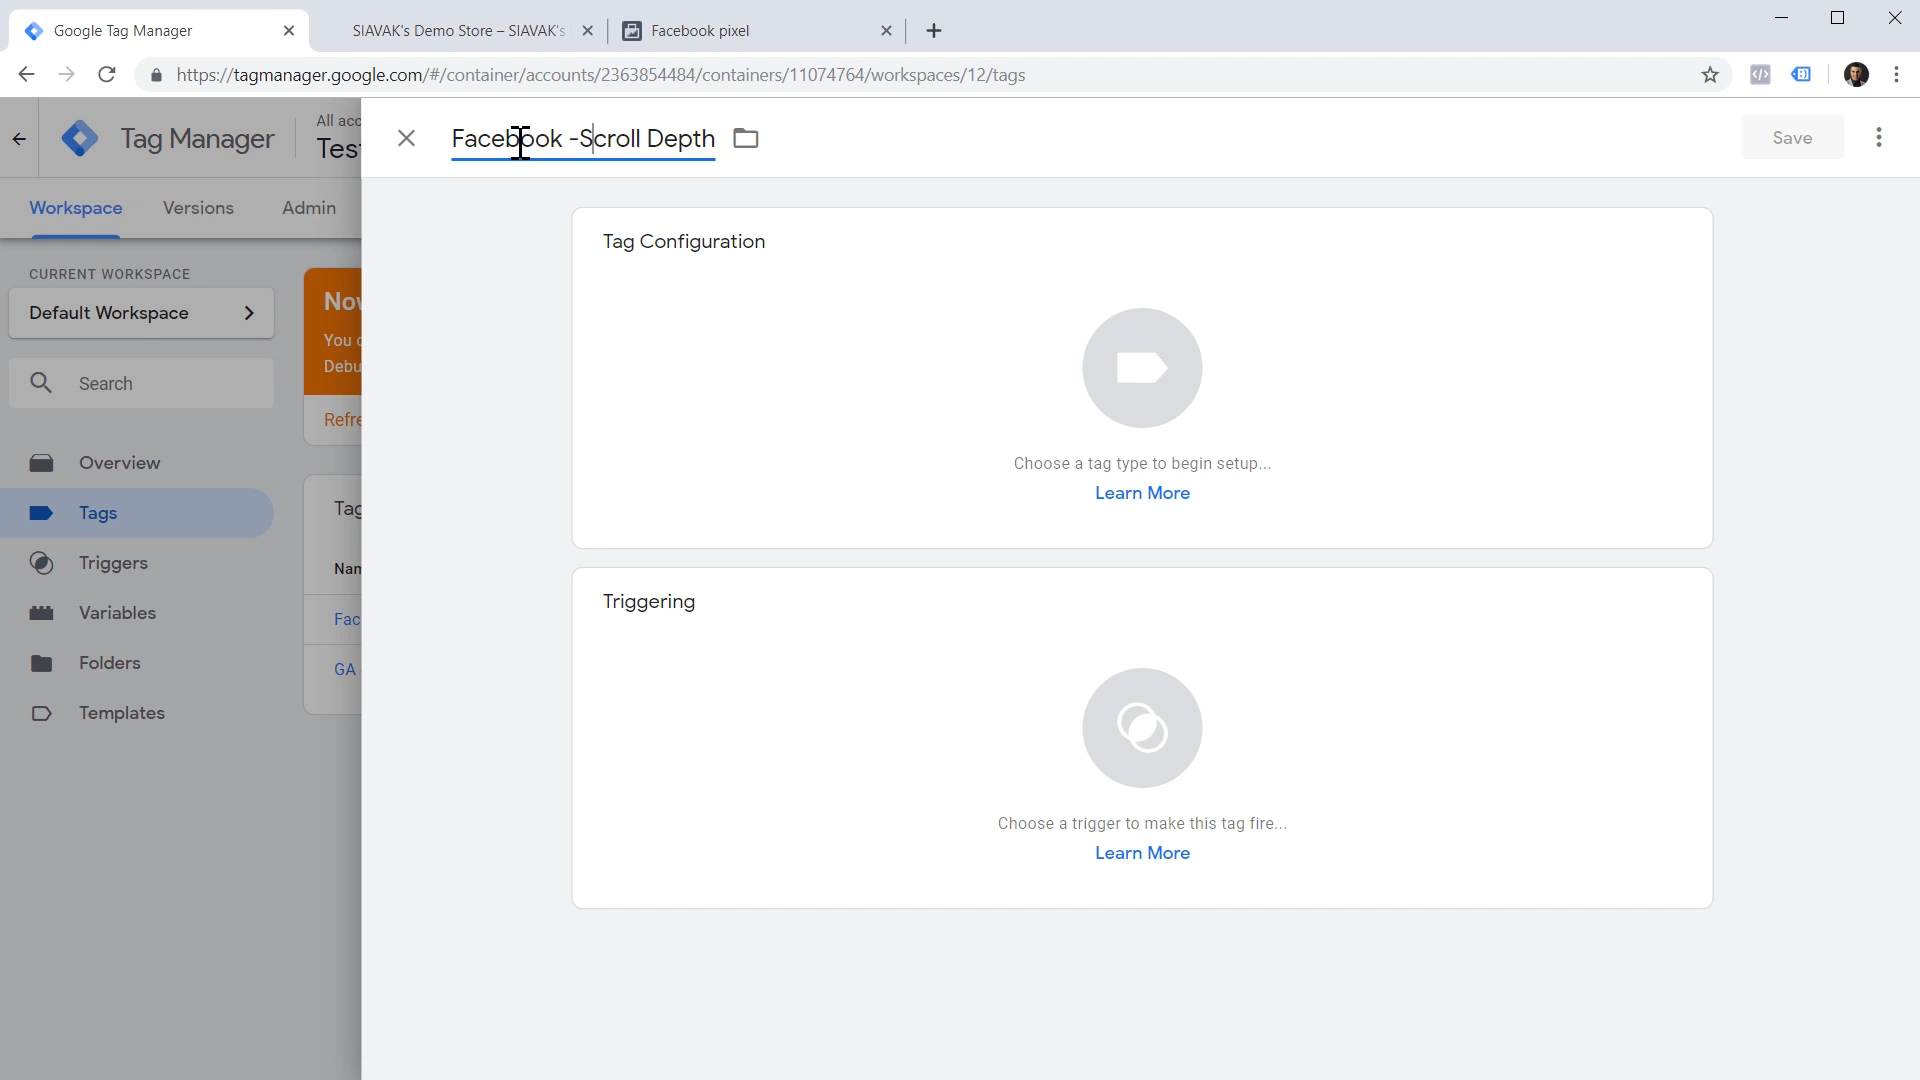 Google Tag Manager
SIAVAK's Demo Store – SIAVAK's
Facebook pixel
https://tagmanager.google.com/#/container/accounts/2363854484/containers/11074764/workspaces/12/tags
Tag Manager
All acc
Test
Facebook -Scroll Depth
Save
Workspace
Versions
Admin
CURRENT WORKSPACE
Default Workspace
Search
Overview
Tags
Triggers
Variables
Folders
Templates
Now
You c
Debu
Refre
Tag
Nam
Fac
GA
Tag Configuration
Choose a tag type to begin setup...
Learn More
Triggering
Choose a trigger to make this tag fire...
Learn More